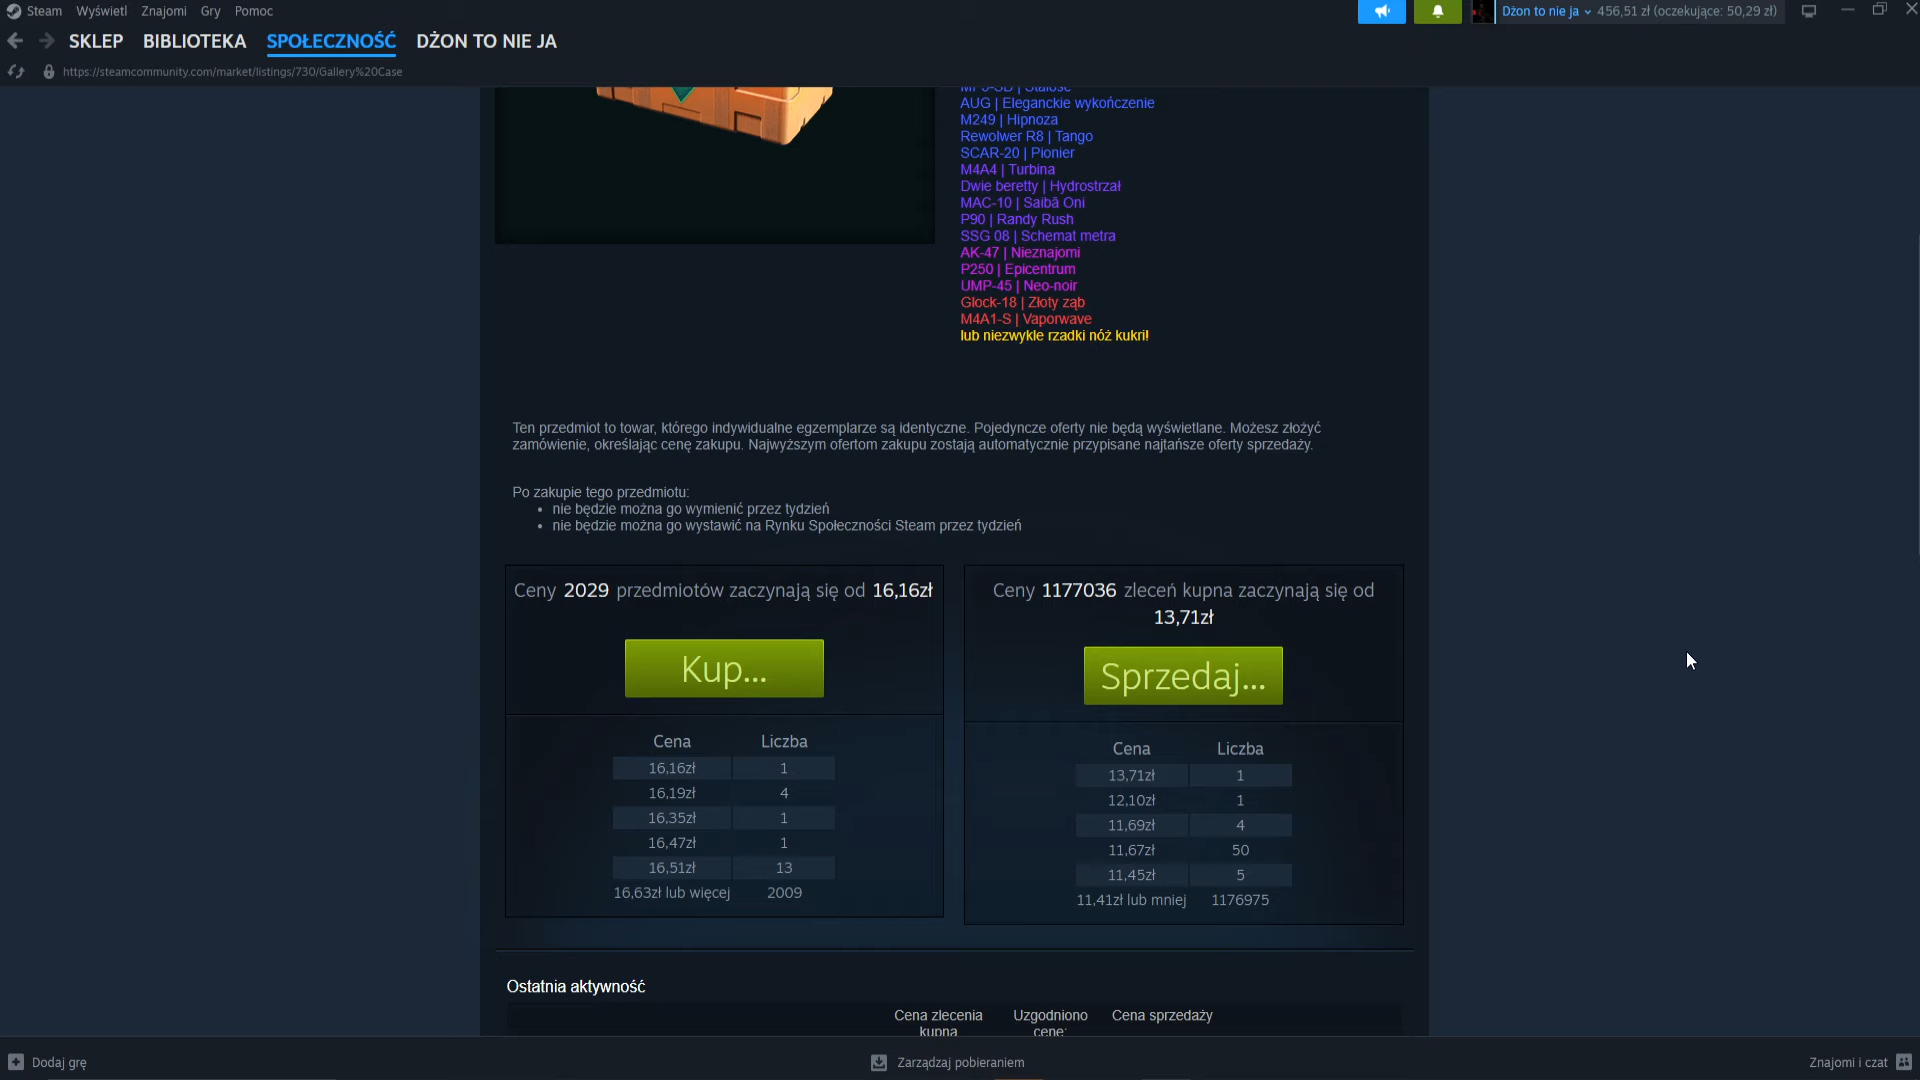 Steam Wyświetl Znajomi Gry Pomoc
Dżon to nie ja 456,51 zł (oczekujące: 50,29 zł)
SKLEP BIBLIOTEKA SPOŁECZNOŚĆ DŻON TO NIE JA
https://steamcommunity.com/market/listings/730/Gallery%20Case
MP5-SD | Stałość
AUG | Eleganckie wykończenie
M249 | Hipnoza
Rewolwer R8 | Tango
SCAR-20 | Pionier
M4A4 | Turbina
Dwie beretty | Hydrostrzał
MAC-10 | Saibā Oni
P90 | Randy Rush
SSG 08 | Schemat metra
AK-47 | Nieznajomi
P250 | Epicentrum
UMP-45 | Neo-noir
Glock-18 | Złoty ząb
M4A1-S | Vaporwave
lub niezwykle rzadki nóż kukri!
Ten przedmiot to towar, którego indywidualne egzemplarze są identyczne. Pojedyncze oferty nie będą wyświetlane. Możesz złożyć
zamówienie, określając cenę zakupu. Najwyższym ofertom zakupu zostają automatycznie przypisane najtańsze oferty sprzedaży.
Po zakupie tego przedmiotu:
• nie będzie można go wymienić przez tydzień
• nie będzie można go wystawić na Rynku Społeczności Steam przez tydzień
Ceny 2029 przedmiotów zaczynają się od 16,16zł
Kup...
Cena Liczba
16,16zł 1
16,19zł 4
16,35zł 1
16,47zł 1
16,51zł 13
16,63zł lub więcej 2009
Ceny 1177036 zleceń kupna zaczynają się od
13,71zł
Sprzedaj...
Cena Liczba
13,71zł 1
12,10zł 1
11,69zł 4
11,67zł 50
11,45zł 5
11,41zł lub mniej 1176975
Ostatnia aktywność
Cena zlecenia Uzgodniono Cena sprzedaży
kupna cenę:
Dodaj grę
Zarządzaj pobieraniem
Znajomi i czat